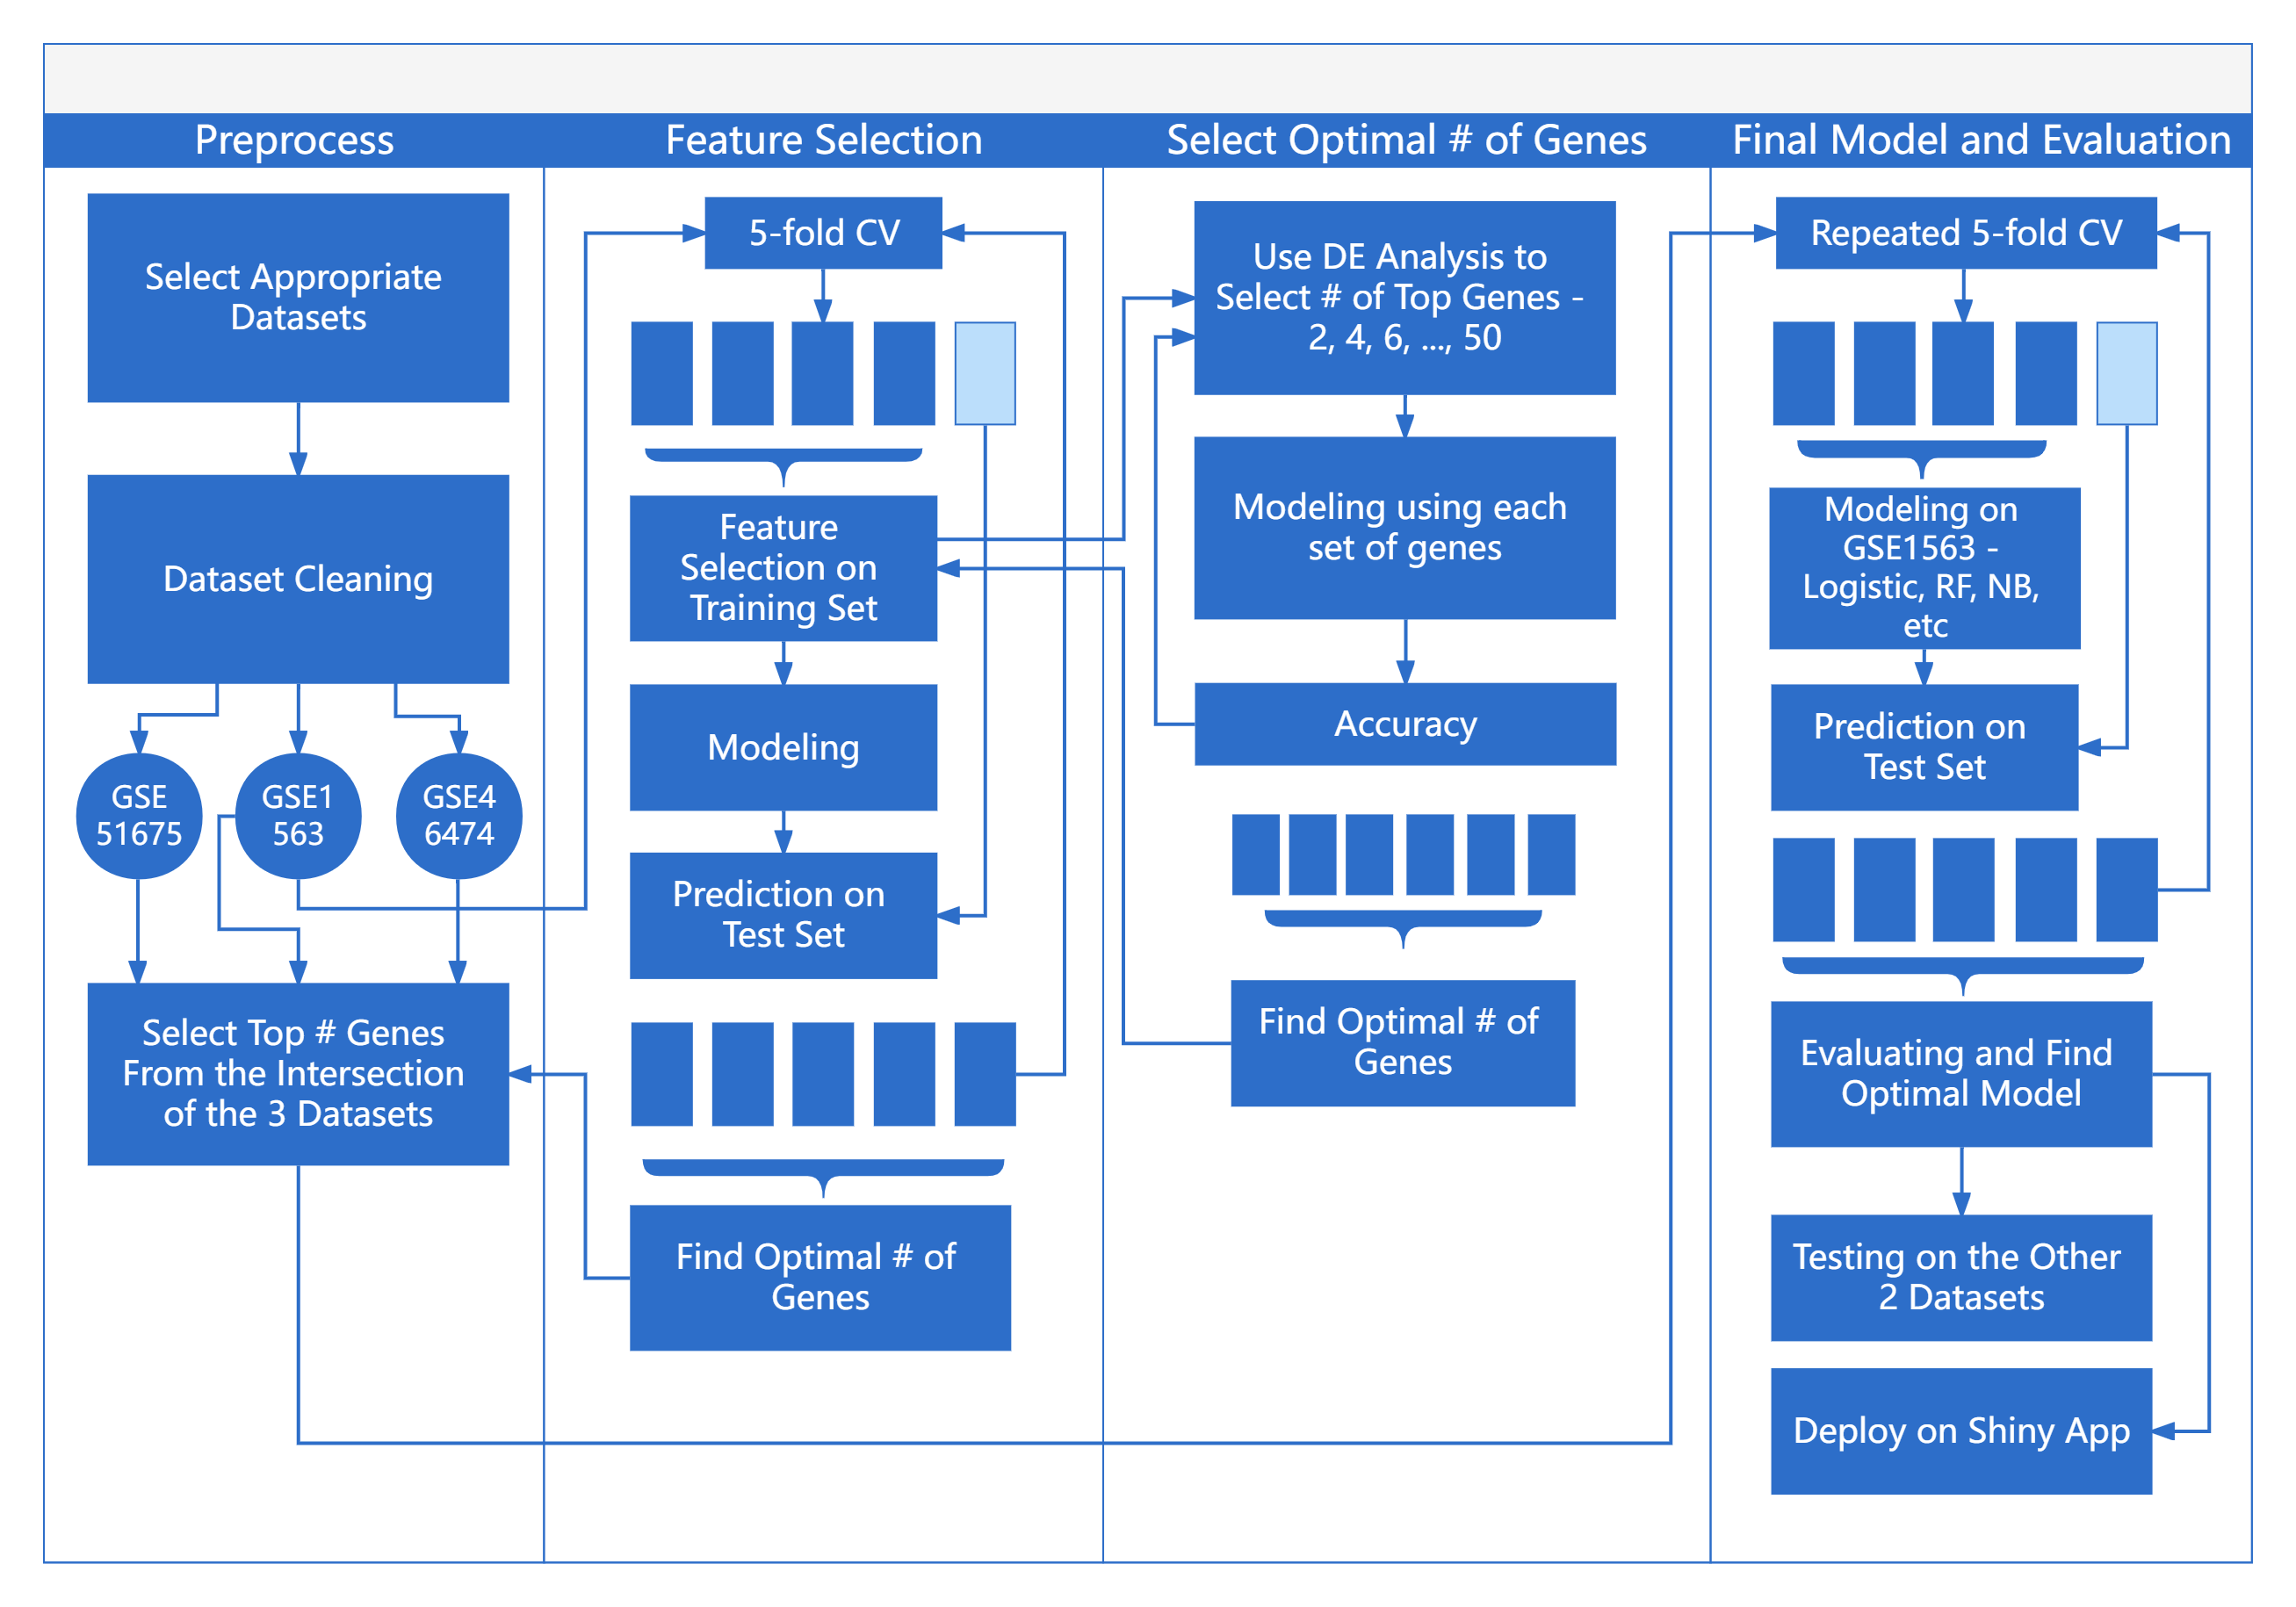 Preprocess
Feature Selection
Select Optimal # of Genes
Final Model and Evaluation
Select Appropriate
Datasets
Dataset Cleaning
GSE
51675
GSE1
563
GSE4
6474
Select Top # Genes
From the Intersection
of the 3 Datasets
5-fold CV
Feature
Selection on
Training Set
Modeling
Prediction on
Test Set
Find Optimal # of
Genes
Use DE Analysis to
Select # of Top Genes -
2, 4, 6, ..., 50
Modeling using each
set of genes
Accuracy
Find Optimal # of
Genes
Repeated 5-fold CV
Modeling on
GSE1563 -
Logistic, RF, NB,
etc
Prediction on
Test Set
Evaluating and Find
Optimal Model
Testing on the Other
2 Datasets
Deploy on Shiny App